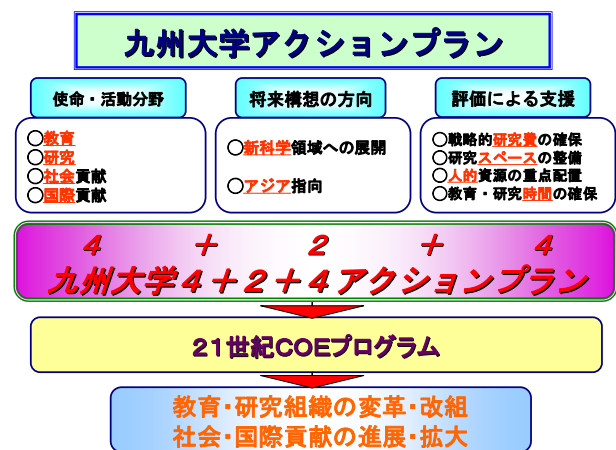 九州大学アクションプラン
使命・活動分野
○教育
○研究
○社会貢献
○国際貢献
将来構想の方向
○新科学領域への展開
○アジア指向
評価による支援
○戦略的研究費の確保
○研究スペースの整備
○人的資源の重点配置
○教育・研究時間の確保
4 + 2 + 4
九州大学4+2+4アクションプラン
21世紀COEプログラム
教育・研究組織の変革・改組
社会・国際貢献の進展・拡大